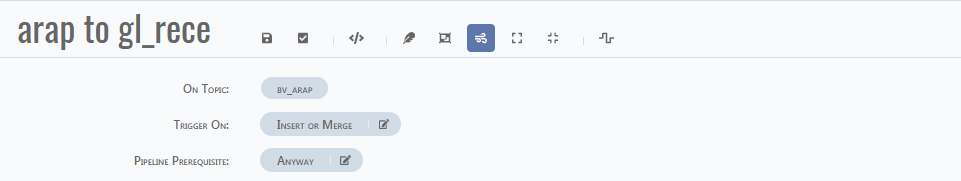 arap to gl_rece
On Topic: bv_arap
Trigger On: Insert or Merge
Pipeline Prerequisite: Anyway